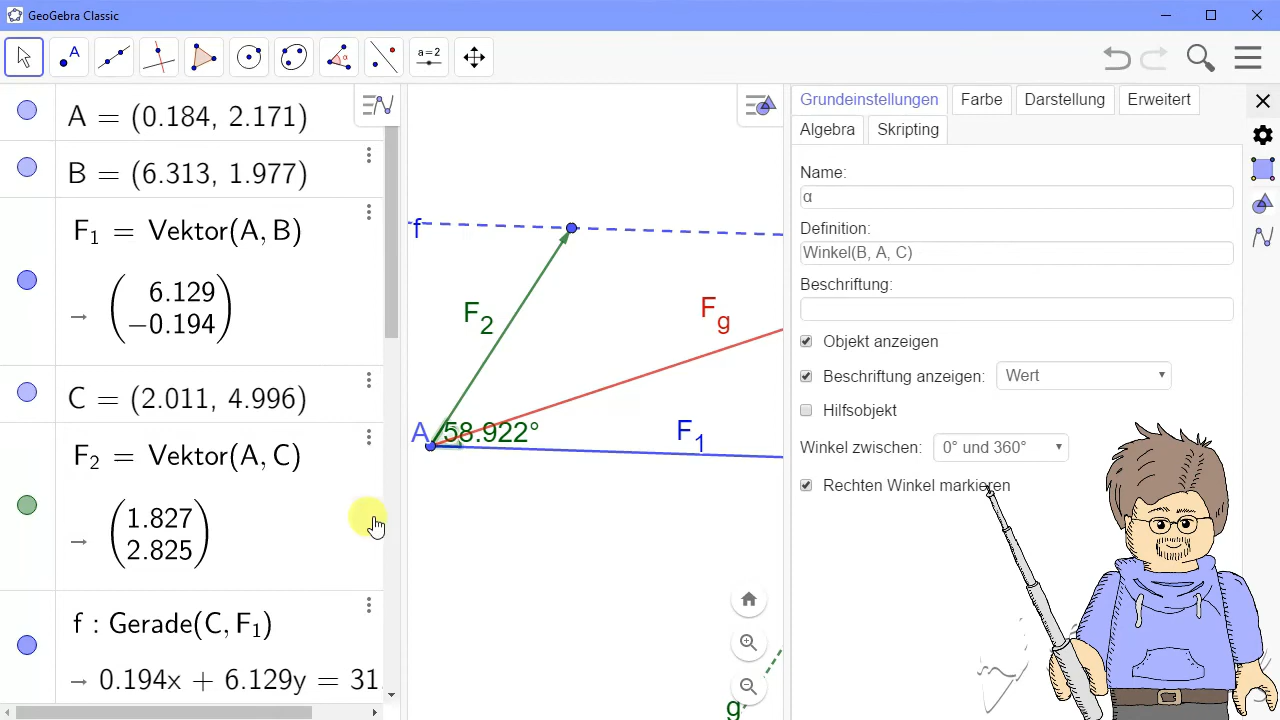 GeoGebra Classic
A
α
a=2
A = (0.184, 2.171)
B = (6.313, 1.977)
F₁ = Vektor(A, B)
→ (6.129
−0.194)
C = (2.011, 4.996)
F₂ = Vektor(A, C)
→ (1.827
2.825)
f : Gerade(C, F₁)
→ 0.194x + 6.129y = 31.
f
F₂
F_g
A
58.922°
F₁
g
Grundeinstellungen
Farbe
Darstellung
Erweitert
Algebra
Skripting
Name:
α
Definition:
Winkel(B, A, C)
Beschriftung:
Objekt anzeigen
Beschriftung anzeigen: Wert
Hilfsobjekt
Winkel zwischen: 0° und 360°
Rechten Winkel markieren